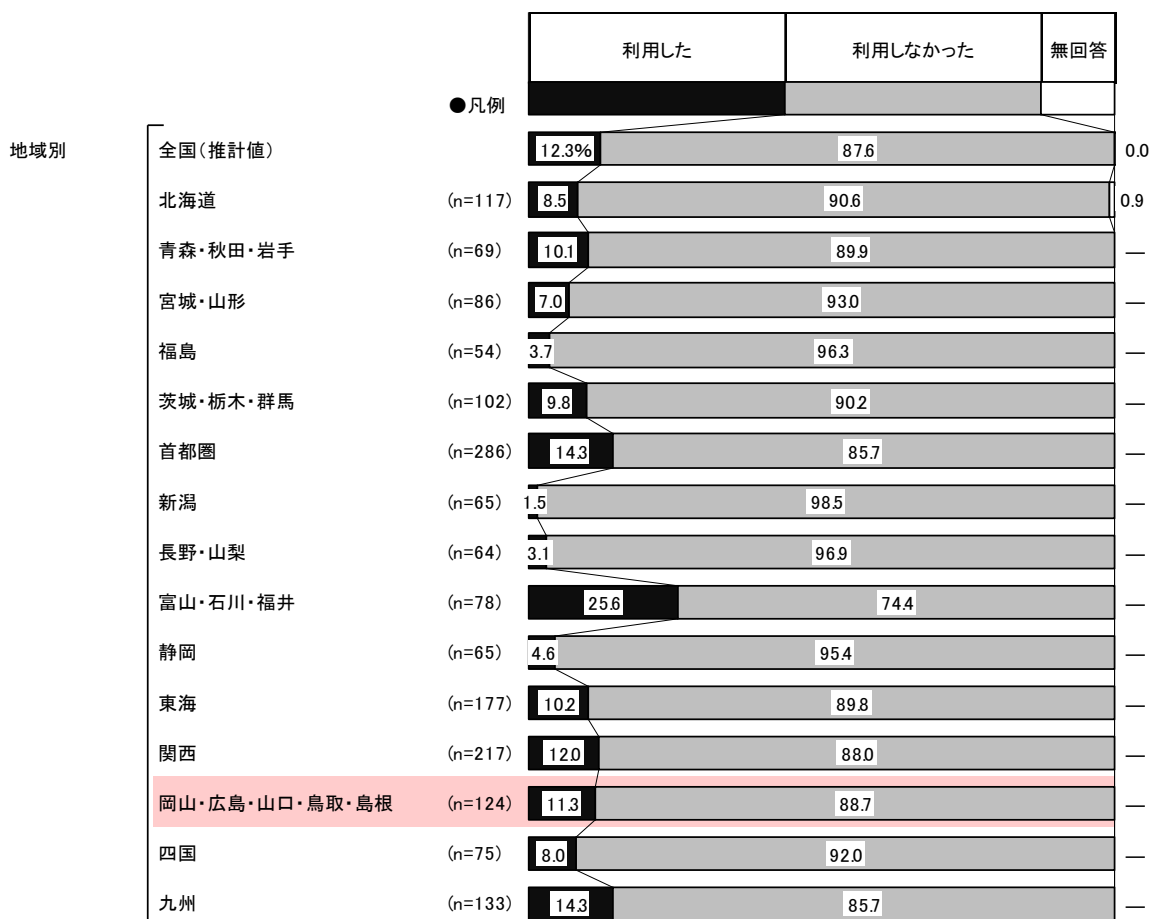 利用した 利用しなかった 無回答
●凡例
地域別 全国(推計値) 12.3% 87.6 0.0
北海道 (n=117) 8.5 90.6 0.9
青森・秋田・岩手 (n=69) 10.1 89.9 —
宮城・山形 (n=86) 7.0 93.0 —
福島 (n=54) 3.7 96.3 —
茨城・栃木・群馬 (n=102) 9.8 90.2 —
首都圏 (n=286) 14.3 85.7 —
新潟 (n=65) 1.5 98.5 —
長野・山梨 (n=64) 3.1 96.9 —
富山・石川・福井 (n=78) 25.6 74.4 —
静岡 (n=65) 4.6 95.4 —
東海 (n=177) 10.2 89.8 —
関西 (n=217) 12.0 88.0 —
岡山・広島・山口・鳥取・島根 (n=124) 11.3 88.7 —
四国 (n=75) 8.0 92.0 —
九州 (n=133) 14.3 85.7 —